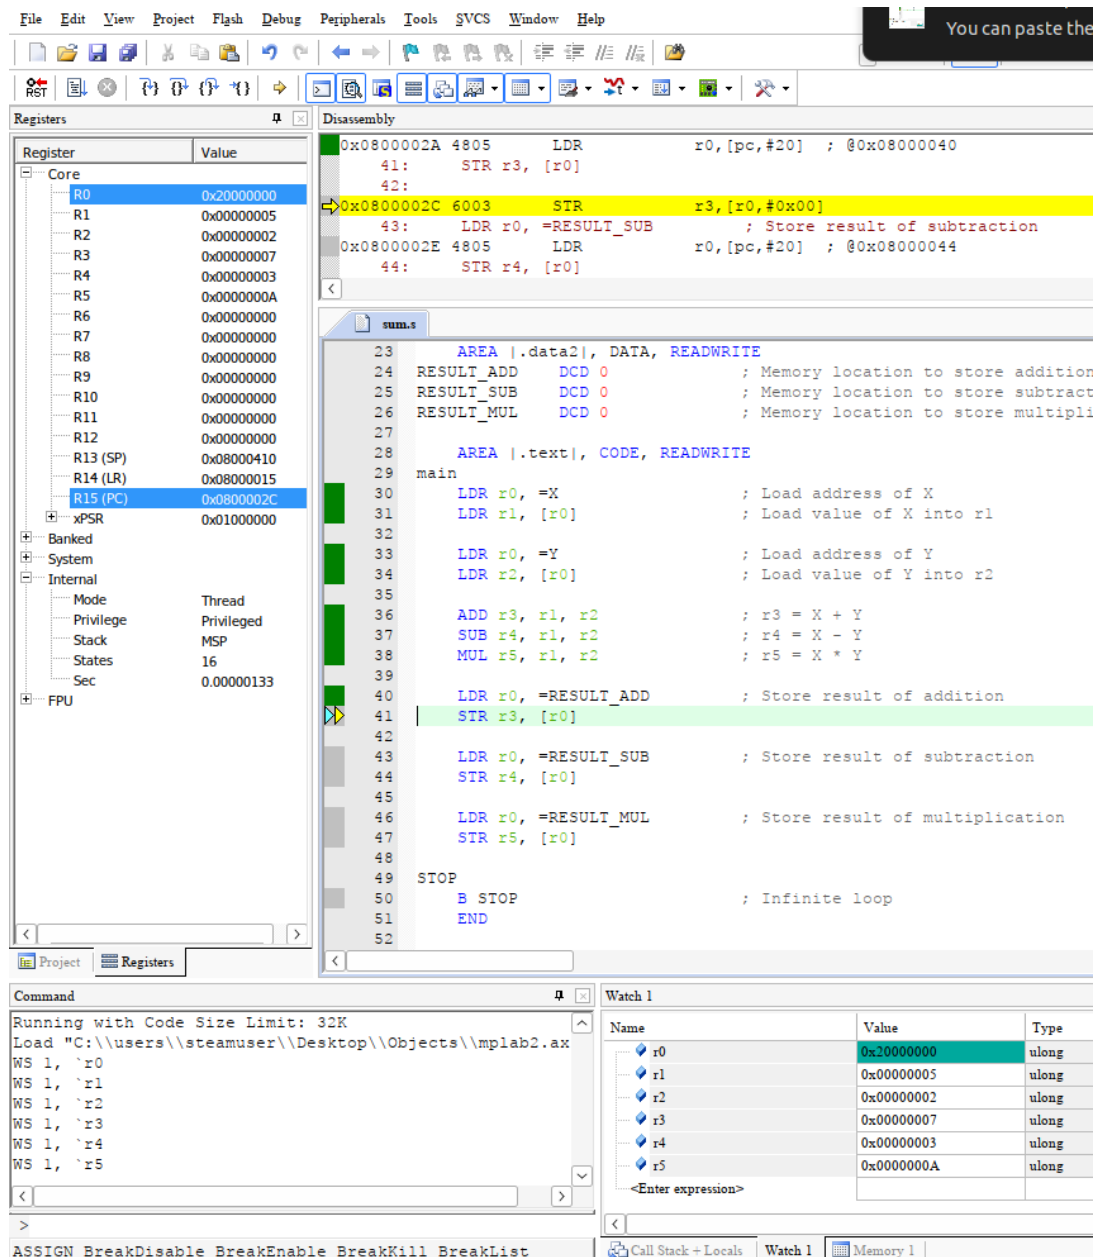 File Edit View Project Flash Debug Peripherals Tools SVCS Window Help
You can paste the
RST
Registers
Register Value
Core
R0 0x20000000
R1 0x00000005
R2 0x00000002
R3 0x00000007
R4 0x00000003
R5 0x0000000A
R6 0x00000000
R7 0x00000000
R8 0x00000000
R9 0x00000000
R10 0x00000000
R11 0x00000000
R12 0x00000000
R13 (SP) 0x08000410
R14 (LR) 0x08000015
R15 (PC) 0x0800002C
xPSR 0x01000000
Banked
System
Internal
Mode Thread
Privilege Privileged
Stack MSP
States 16
Sec 0.00000133
FPU
Project Registers
Disassembly
0x0800002A 4805 LDR r0,[pc,#20] ; @0x08000040
41: STR r3, [r0]
42:
0x0800002C 6003 STR r3,[r0,#0x00]
43: LDR r0, =RESULT_SUB ; Store result of subtraction
0x0800002E 4805 LDR r0,[pc,#20] ; @0x08000044
44: STR r4, [r0]
sum.s
23 AREA |.data2|, DATA, READWRITE
24 RESULT_ADD DCD 0 ; Memory location to store addition
25 RESULT_SUB DCD 0 ; Memory location to store subtract
26 RESULT_MUL DCD 0 ; Memory location to store multipli
27
28 AREA |.text|, CODE, READWRITE
29 main
30 LDR r0, =X ; Load address of X
31 LDR r1, [r0] ; Load value of X into r1
32
33 LDR r0, =Y ; Load address of Y
34 LDR r2, [r0] ; Load value of Y into r2
35
36 ADD r3, r1, r2 ; r3 = X + Y
37 SUB r4, r1, r2 ; r4 = X - Y
38 MUL r5, r1, r2 ; r5 = X * Y
39
40 LDR r0, =RESULT_ADD ; Store result of addition
41 STR r3, [r0]
42
43 LDR r0, =RESULT_SUB ; Store result of subtraction
44 STR r4, [r0]
45
46 LDR r0, =RESULT_MUL ; Store result of multiplication
47 STR r5, [r0]
48
49 STOP
50 B STOP ; Infinite loop
51 END
52
Command
Running with Code Size Limit: 32K
Load "C:\\users\\steamuser\\Desktop\\Objects\\mplab2.ax
WS 1, `r0
WS 1, `r1
WS 1, `r2
WS 1, `r3
WS 1, `r4
WS 1, `r5
>
ASSIGN BreakDisable BreakEnable BreakKill BreakList
Watch 1
Name Value Type
r0 0x20000000 ulong
r1 0x00000005 ulong
r2 0x00000002 ulong
r3 0x00000007 ulong
r4 0x00000003 ulong
r5 0x0000000A ulong
<Enter expression>
Call Stack + Locals Watch 1 Memory 1